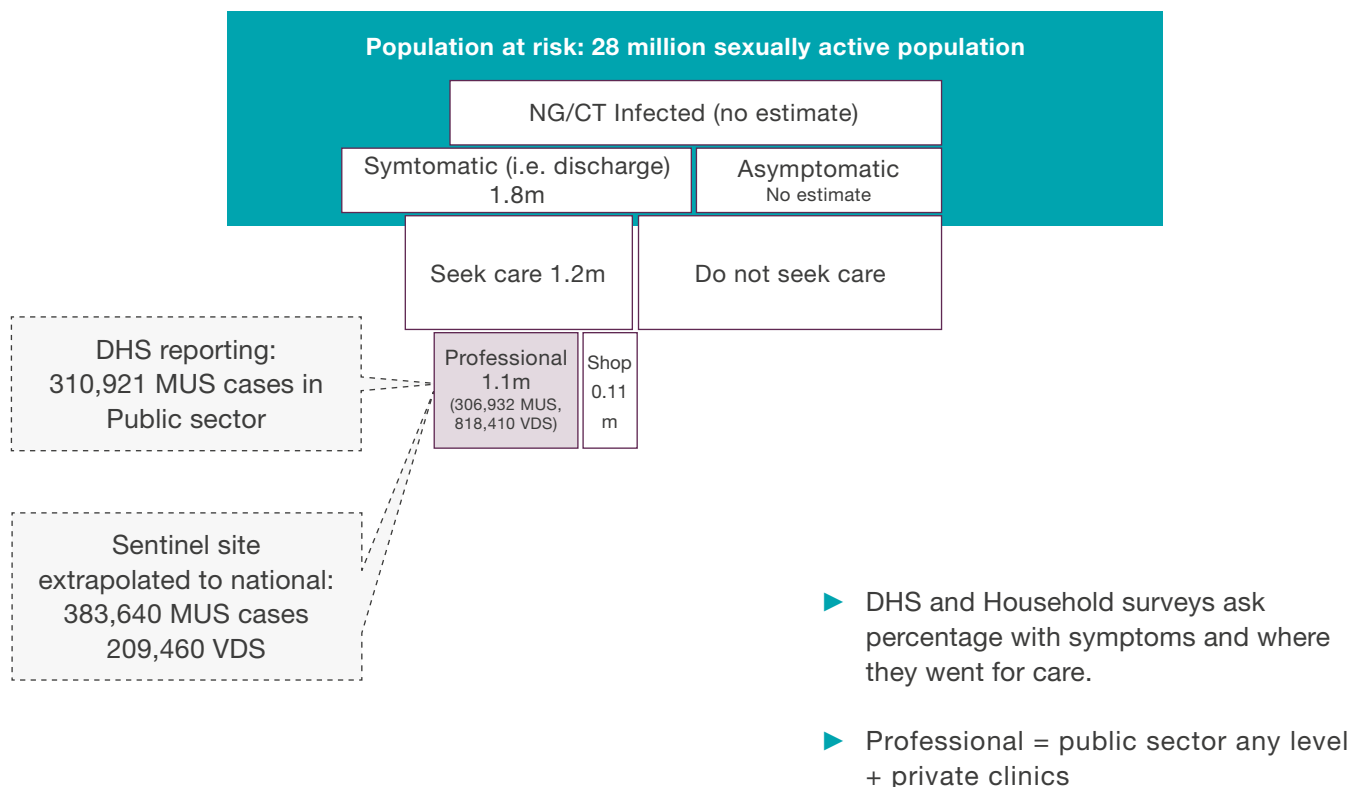 Population at risk: 28 million sexually active population
NG/CT Infected (no estimate)
Symtomatic (i.e. discharge)
1.8m
Asymptomatic
No estimate
Seek care 1.2m
Do not seek care
DHS reporting:
310,921 MUS cases in
Public sector
Professional
1.1m
(306,932 MUS,
818,410 VDS)
Shop
0.11
m
Sentinel site
extrapolated to national:
383,640 MUS cases
209,460 VDS
► DHS and Household surveys ask
percentage with symptoms and where
they went for care.
► Professional = public sector any level
+ private clinics